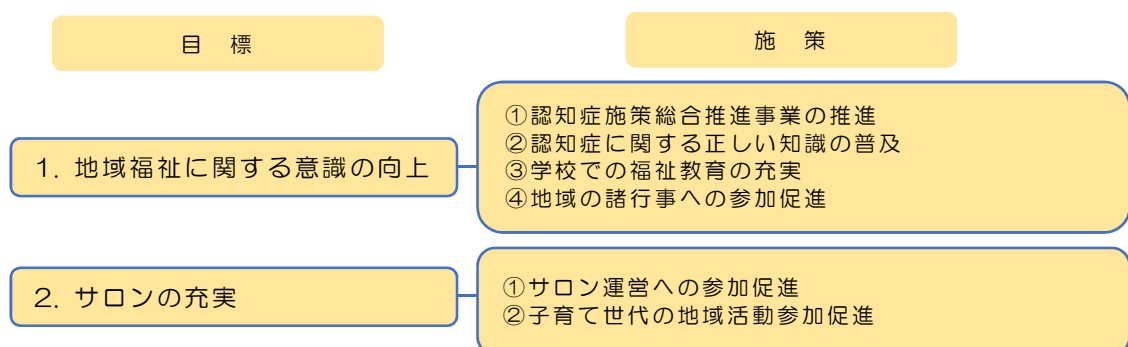 目 標
施 策
1. 地域福祉に関する意識の向上
①認知症施策総合推進事業の推進
②認知症に関する正しい知識の普及
③学校での福祉教育の充実
④地域の諸行事への参加促進
2. サロンの充実
①サロン運営への参加促進
②子育て世代の地域活動参加促進